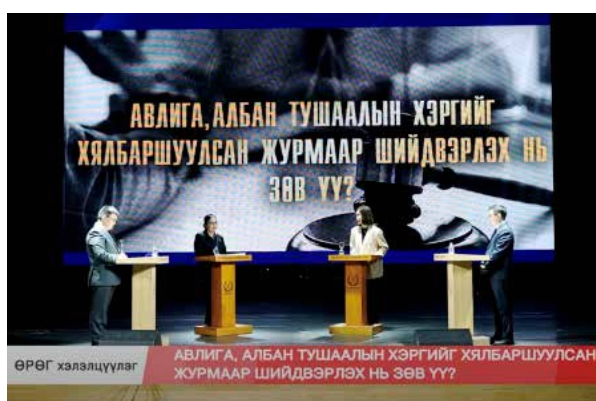 АВЛИГА,АЛБАН ТУШААЛЫН ХЭРГИЙГ
ХЯЛБАРШУУЛСАН ЖУРМААР ШИЙДВЭРЛЭХ НЬ
ЗӨВ ҮҮ?
ӨРӨГ хэлэлцүүлэг
АВЛИГА, АЛБАН ТУШААЛЫН ХЭРГИЙГ ХЯЛБАРШУУЛСАН
ЖУРМААР ШИЙДВЭРЛЭХ НЬ ЗӨВ ҮҮ?